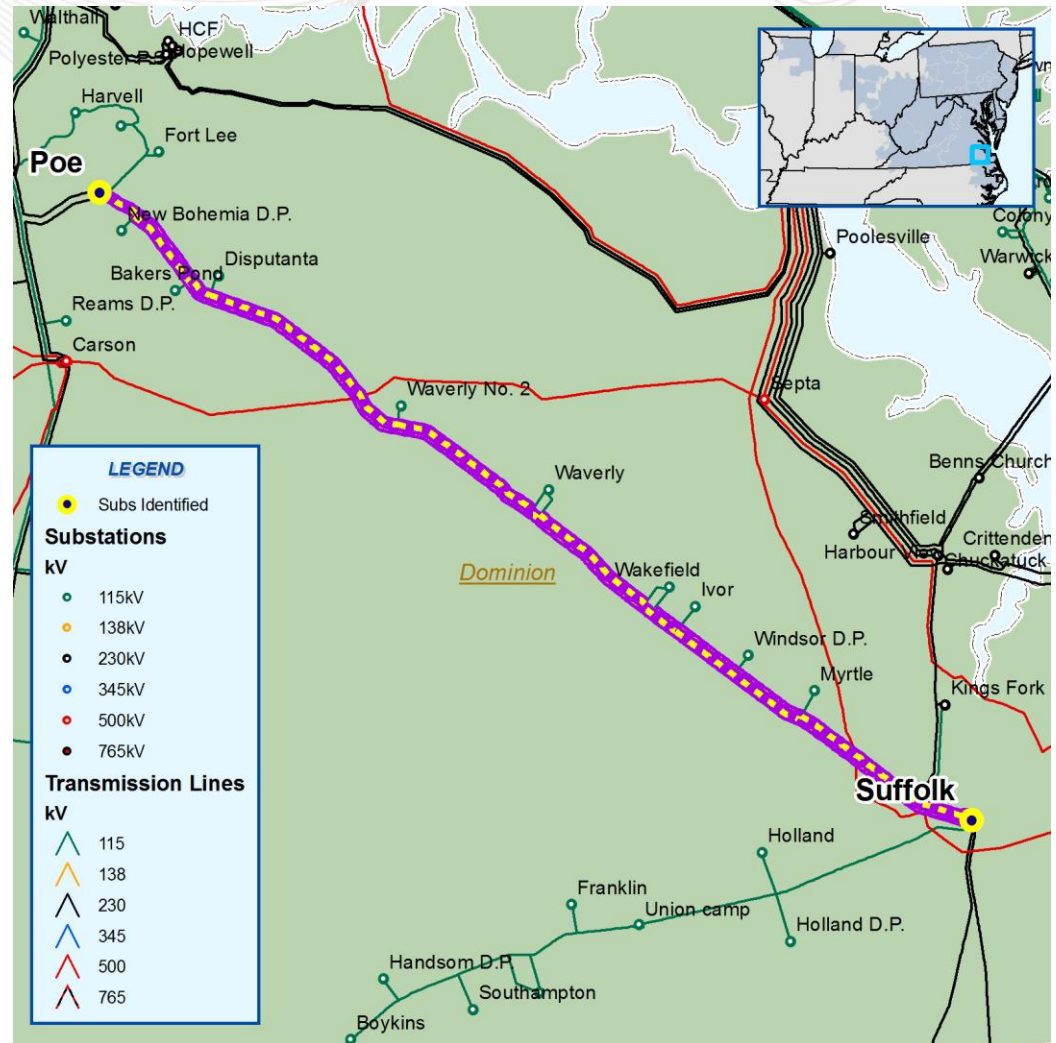 Walthall
HCF
Hopewell
Polyester P.S.
Harvell
Fort Lee
Poe
New Bohemia D.P.
Disputanta
Bakers Pond
Reams D.P.
Carson
Waverly No. 2
Septa
Poolesville
Colony
Warwick
Benns Church
Waverly
Smithfield
Crittenden
Harbour View
Chuckatuck
Dominion
Wakefield
Ivor
Windsor D.P.
Myrtle
Kings Fork
Suffolk
Holland
Franklin
Union camp
Holland D.P.
Handsom D.P.
Southampton
Boykins
LEGEND
Subs Identified
Substations
kV
115kV
138kV
230kV
345kV
500kV
765kV
Transmission Lines
kV
115
138
230
345
500
765